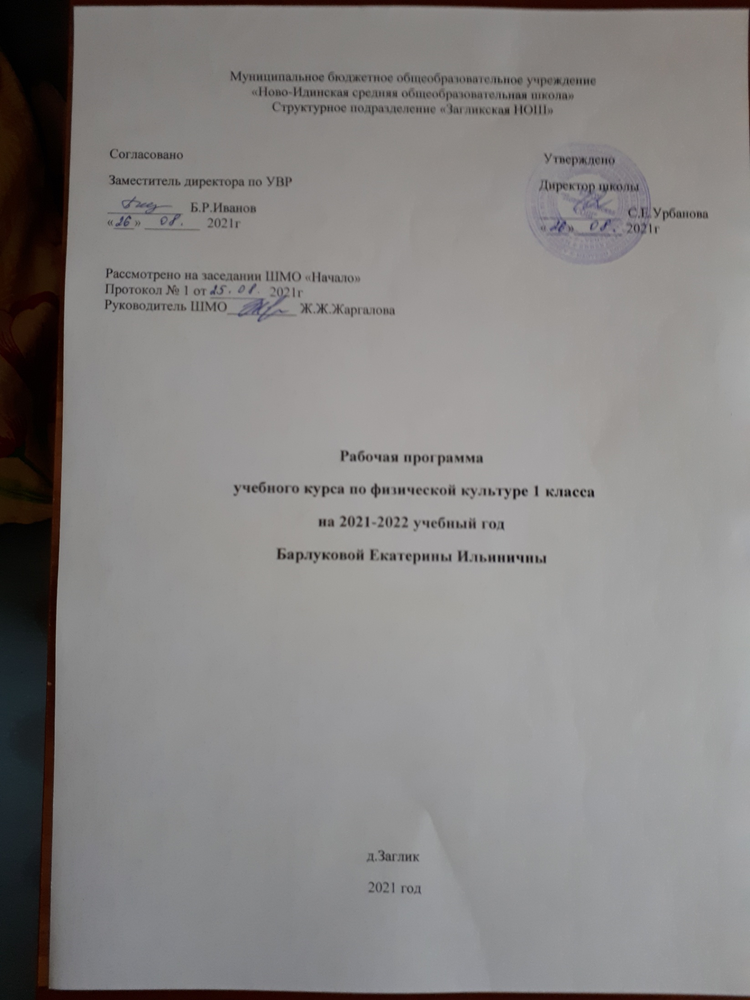 Муниципальное бюджетное общеобразовательное учреждение
«Ново-Идинская средняя общеобразовательная школа»
Структурное подразделение «Загликская НОШ»
Согласовано
Заместитель директора по УВР
Б.Р.Иванов
«26» 08. 2021г
Утверждено
Директор школы
Урбанова
«26» 08. 2021г
Рассмотрено на заседании ШМО «Начало»
Протокол № 1 от 25.08. 2021г
Руководитель ШМО Ж.Ж.Жаргалова
Рабочая программа
учебного курса по физической культуре 1 класса
на 2021-2022 учебный год
Барлуковой Екатерины Ильиничны
д.Заглик
2021 год